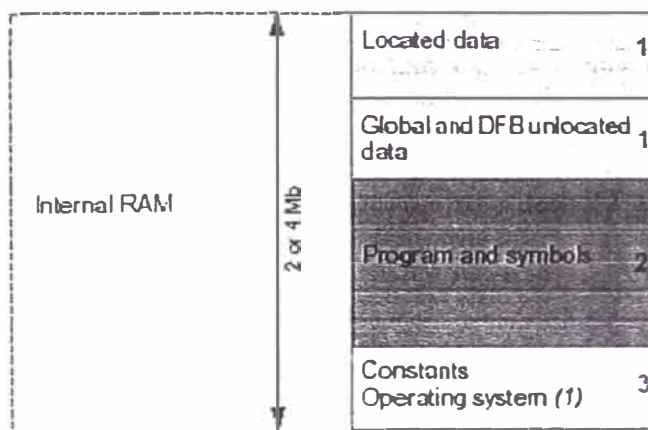 Located data 1
Global and DFB unlocated 1
data
Internal RAM
2 or 4 Mb
Program and symbols 2
Constants
Operating system (1) 3